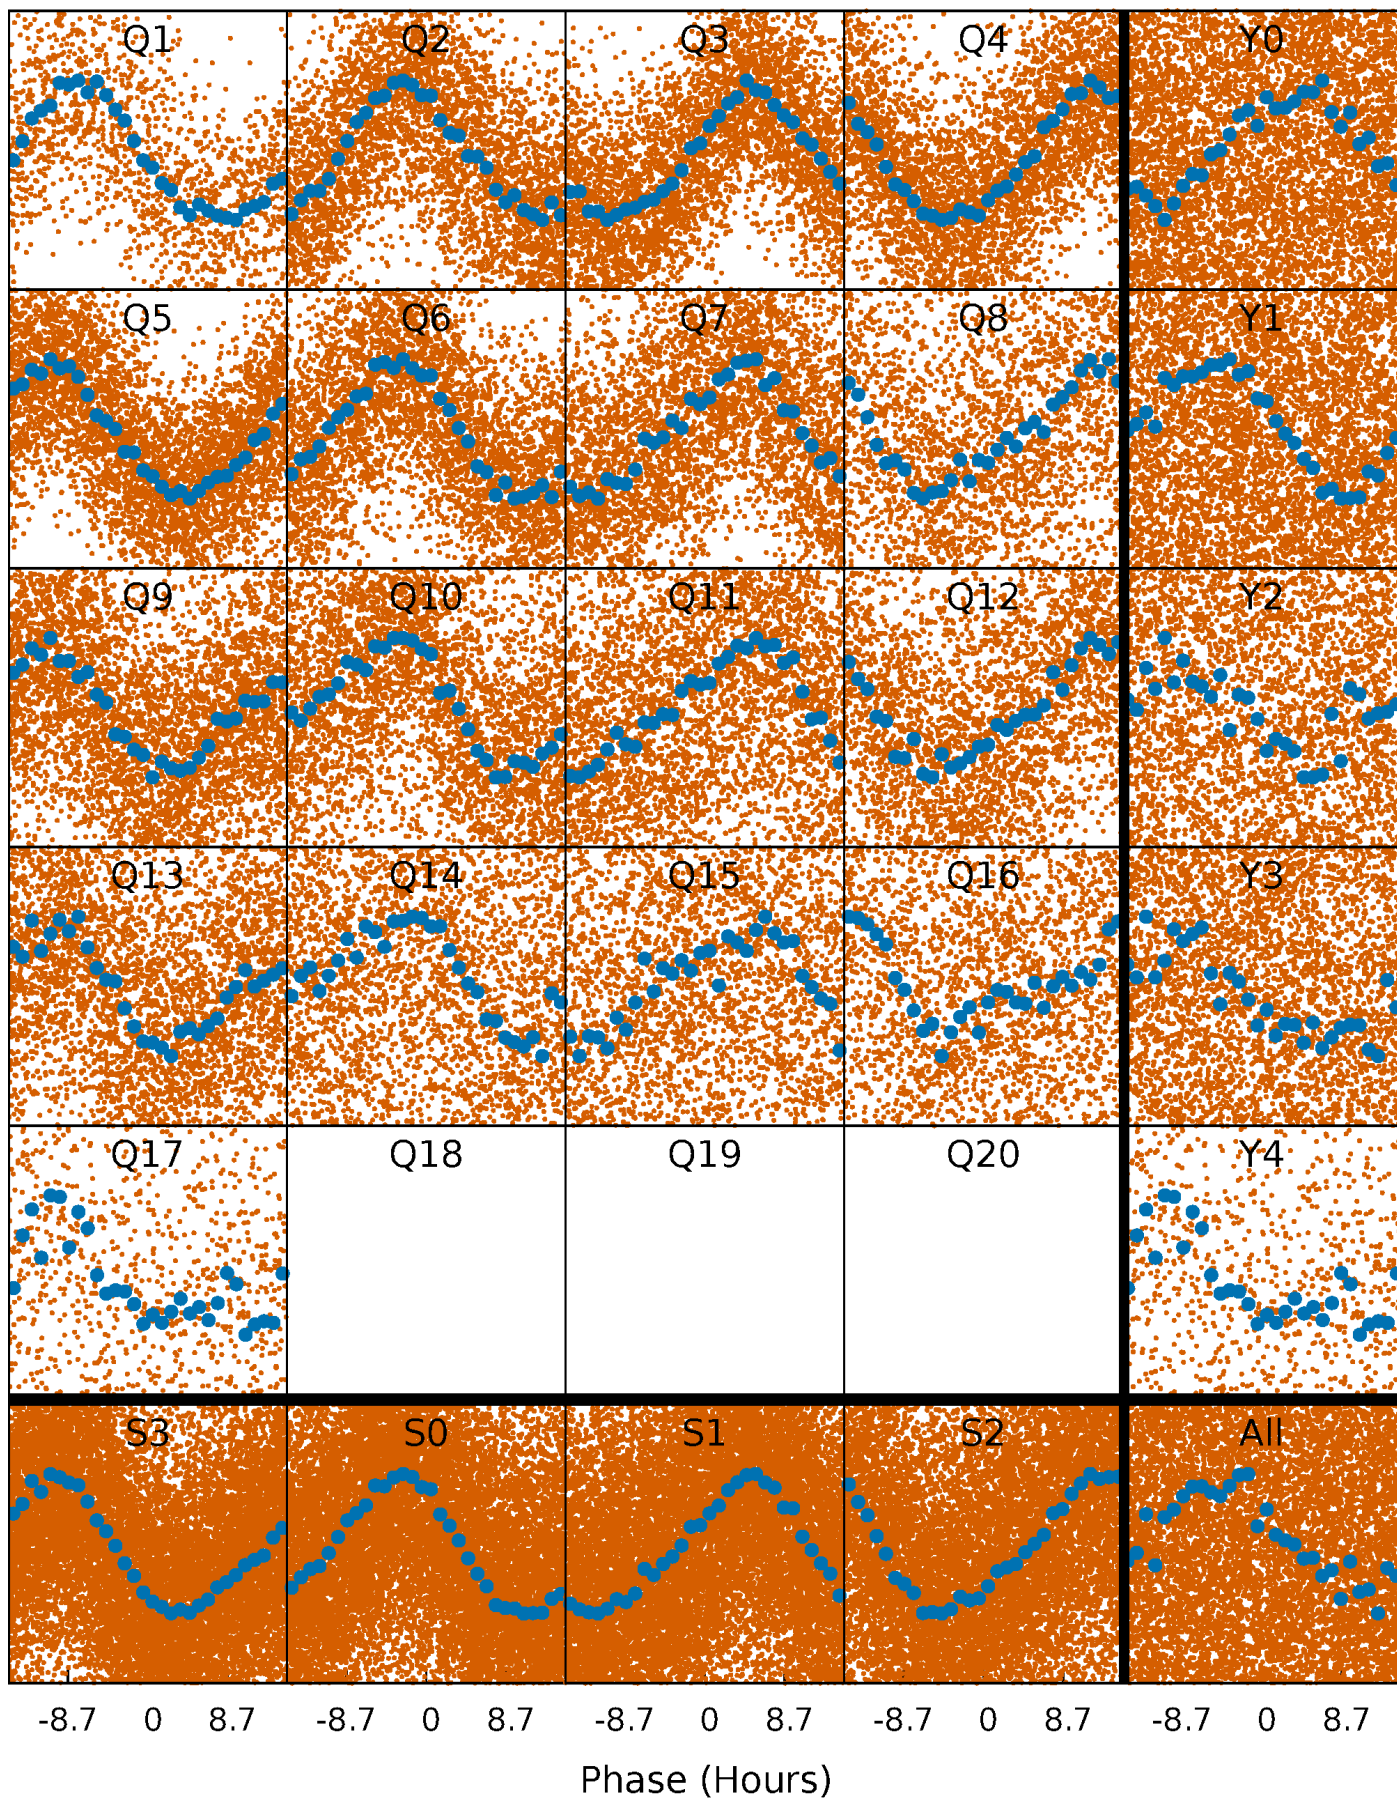 Q1 Q2 Q3 Q4 Y0
Q5 Q6 Q7 Q8 Y1
Q9 Q10 Q11 Q12 Y2
Q13 Q14 Q15 Q16 Y3
Q17 Q18 Q19 Q20 Y4
S3 S0 S1 S2 All
-8.7 0 8.7 -8.7 0 8.7 -8.7 0 8.7 -8.7 0 8.7 -8.7 0 8.7
Phase (Hours)